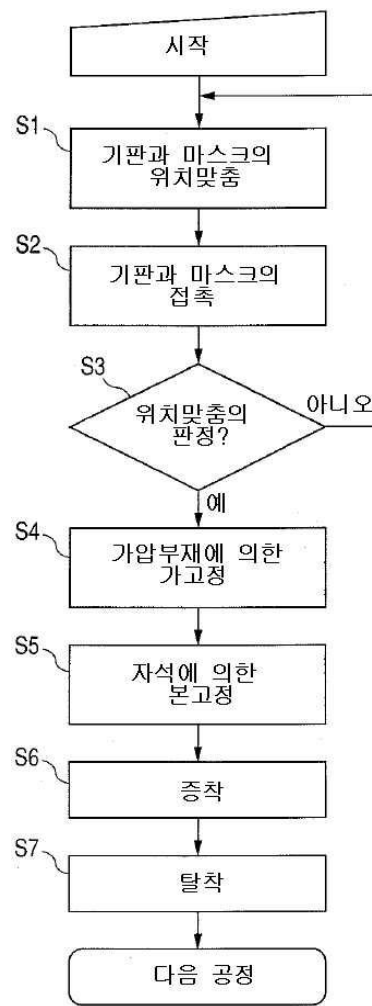 시작
S1
기판과 마스크의
위치맞춤
S2
기판과 마스크의
접촉
S3
위치맞춤의
판정?
아니오
예
S4
가압부재에 의한
가고정
S5
자석에 의한
본고정
S6
증착
S7
탈착
다음 공정